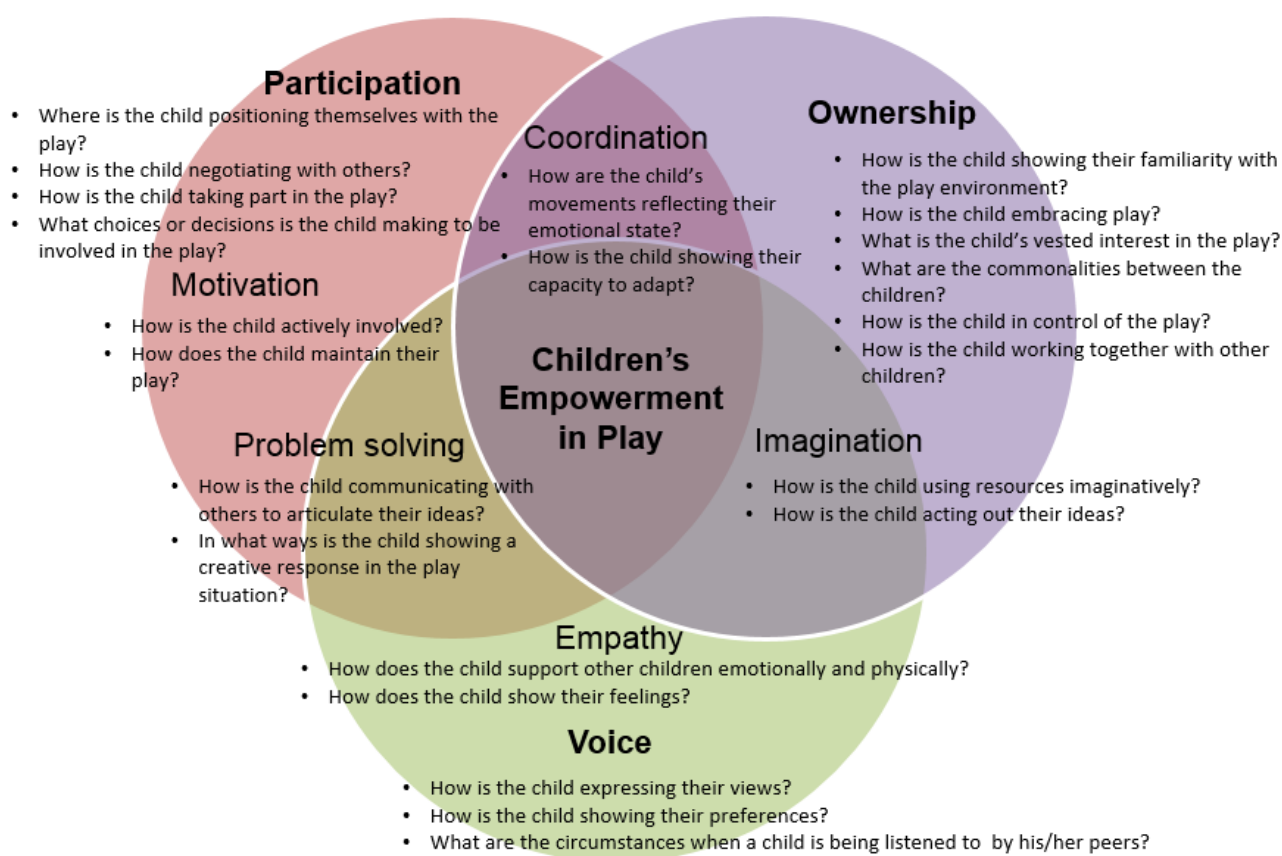 Participation
• Where is the child positioning themselves with the
play?
• How is the child negotiating with others?
• How is the child taking part in the play?
• What choices or decisions is the child making to be
involved in the play?
Motivation
• How is the child actively involved?
• How does the child maintain their
play?
Coordination
• How are the child’s
movements reflecting their
emotional state?
• How is the child showing their
capacity to adapt?
Ownership
• How is the child showing their familiarity with
the play environment?
• How is the child embracing play?
• What is the child’s vested interest in the play?
• What are the commonalities between the
children?
• How is the child in control of the play?
• How is the child working together with other
children?
Children’s
Empowerment
in Play
Problem solving
• How is the child communicating with
others to articulate their ideas?
• In what ways is the child showing a
creative response in the play
situation?
Imagination
• How is the child using resources imaginatively?
• How is the child acting out their ideas?
Empathy
• How does the child support other children emotionally and physically?
• How does the child show their feelings?
Voice
• How is the child expressing their views?
• How is the child showing their preferences?
• What are the circumstances when a child is being listened to by his/her peers?